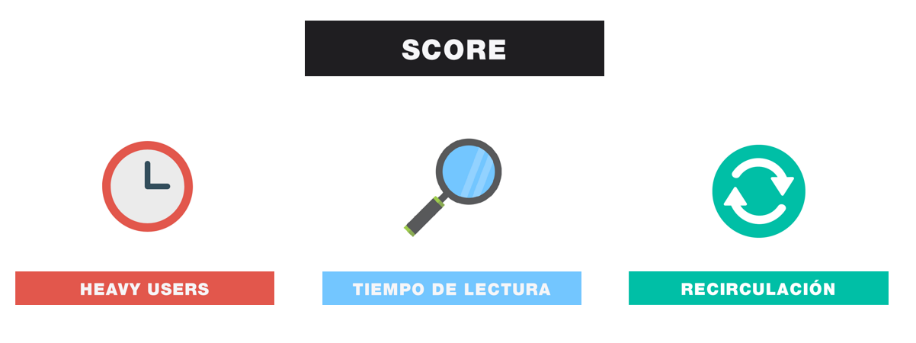 SCORE
HEAVY USERS
TIEMPO DE LECTURA
RECIRCULACIÓN